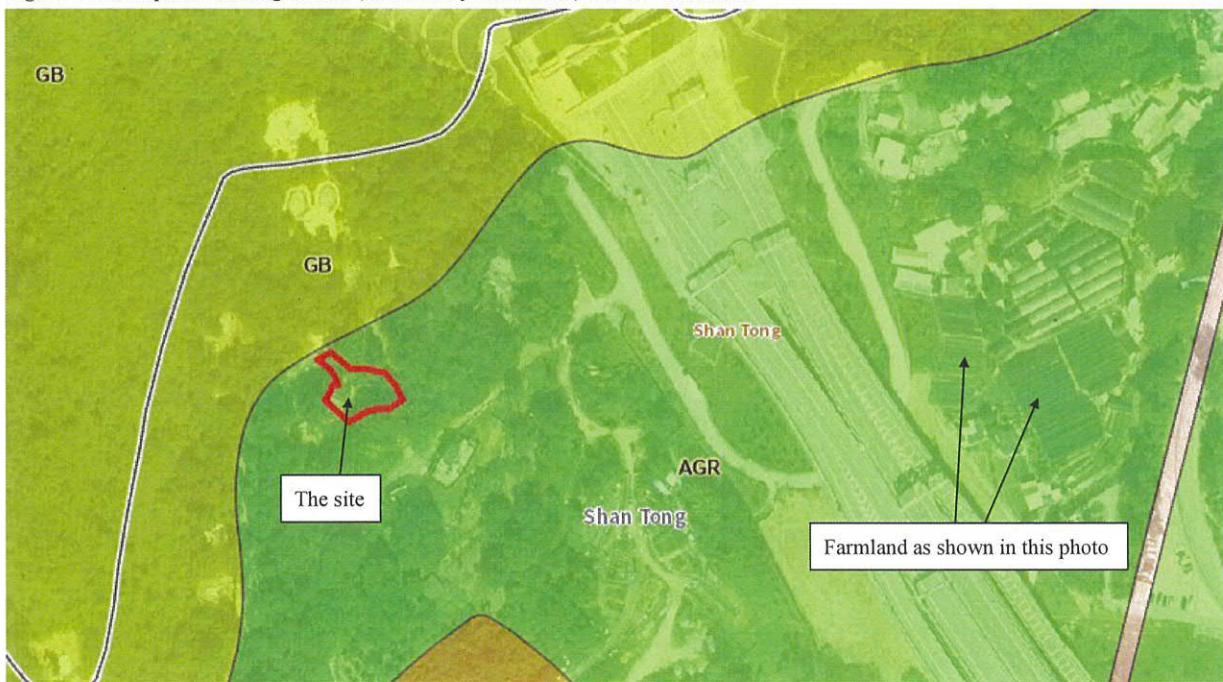 GB
GB
Shan Tong
AGR
The site
Shan Tong
Farmland as shown in this photo